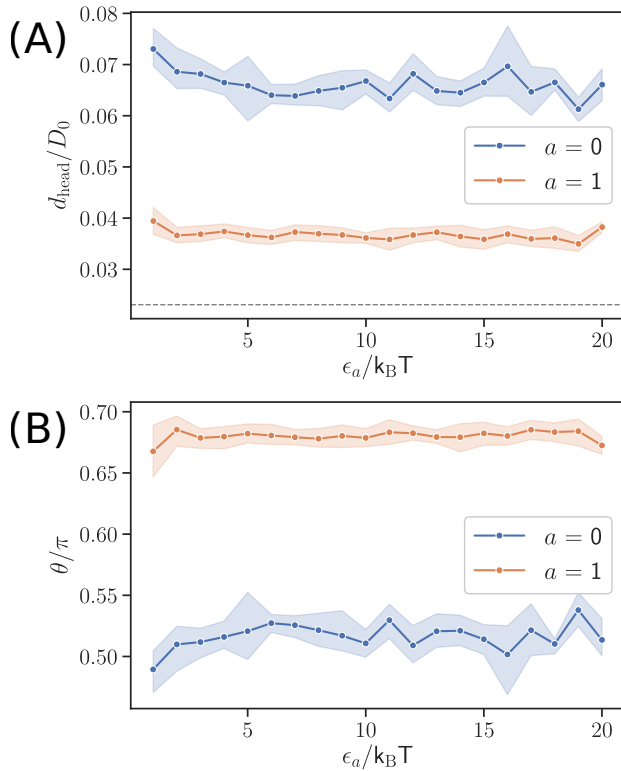 (A)
0.08
0.07
0.06
0.05
0.04
0.03
d_head/D_0
a = 0
a = 1
5 10 15 20
ϵ_a/k_BT
(B)
0.70
0.65
0.60
0.55
0.50
θ/π
a = 0
a = 1
5 10 15 20
ϵ_a/k_BT